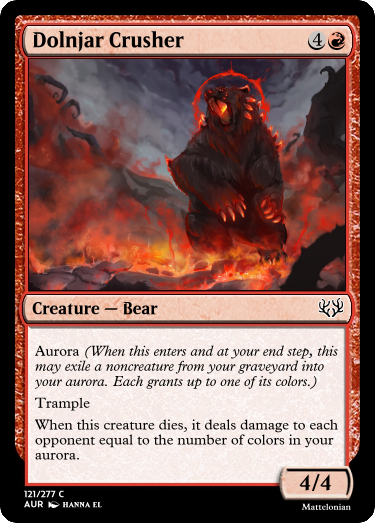 Dolnjar Crusher 4
Creature — Bear
Aurora (When this enters and at your end step, this
may exile a noncreature from your graveyard into
your aurora. Each grants up to one of its colors.)
Trample
When this creature dies, it deals damage to each
opponent equal to the number of colors in your
aurora.
4/4
121/277 C
AUR HANNA EL
Mattelonian